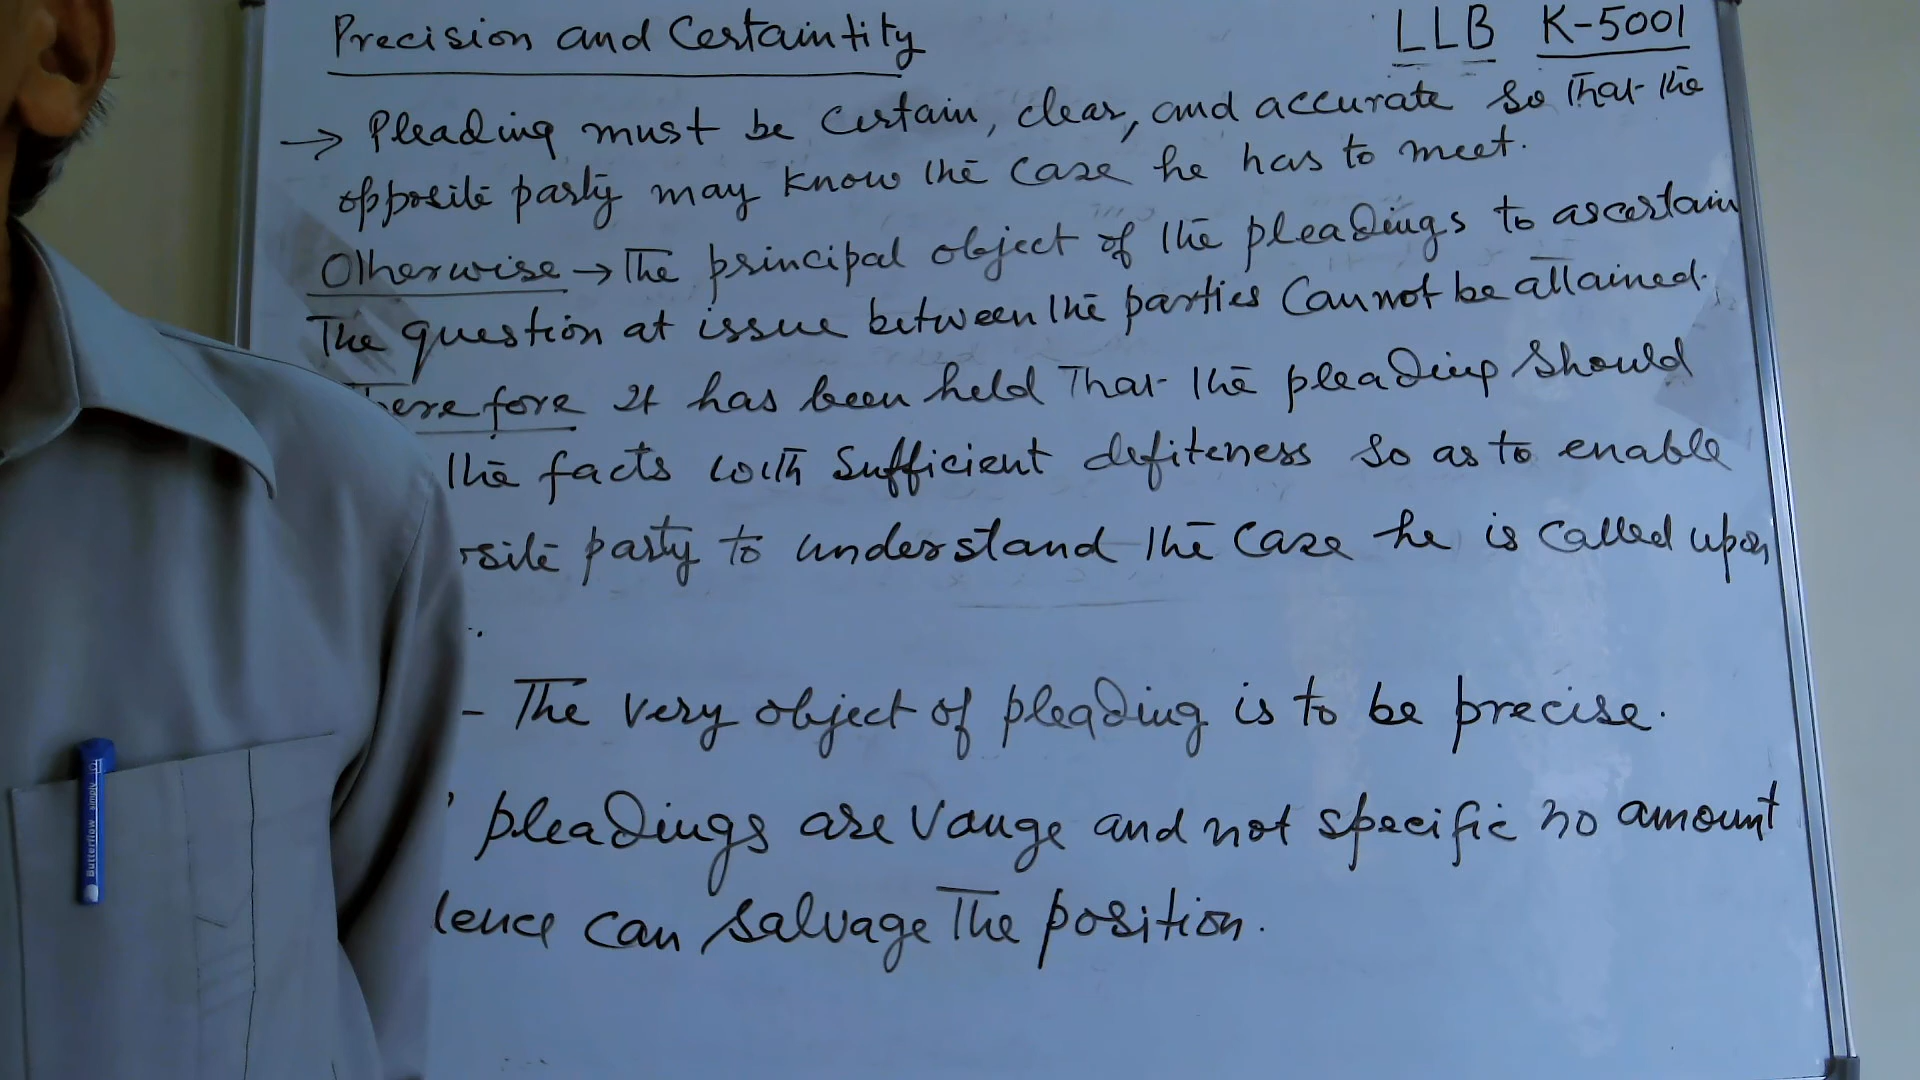 Precision and Certaintity
LLB K-5001
→ Pleading must be certain, clear, and accurate so that the
opposite party may know the case he has to meet.
Otherwise → The principal object of the pleadings to ascertain
The question at issue between the parties cannot be attained.
herefore It has been held that the pleading should
the facts with sufficient defiteness so as to enable
site party to understand the case he is called upon
- The very object of pleading is to be precise.
pleadings are vauge and not specific no amount
lence can salvage the position.
Butterflow simply